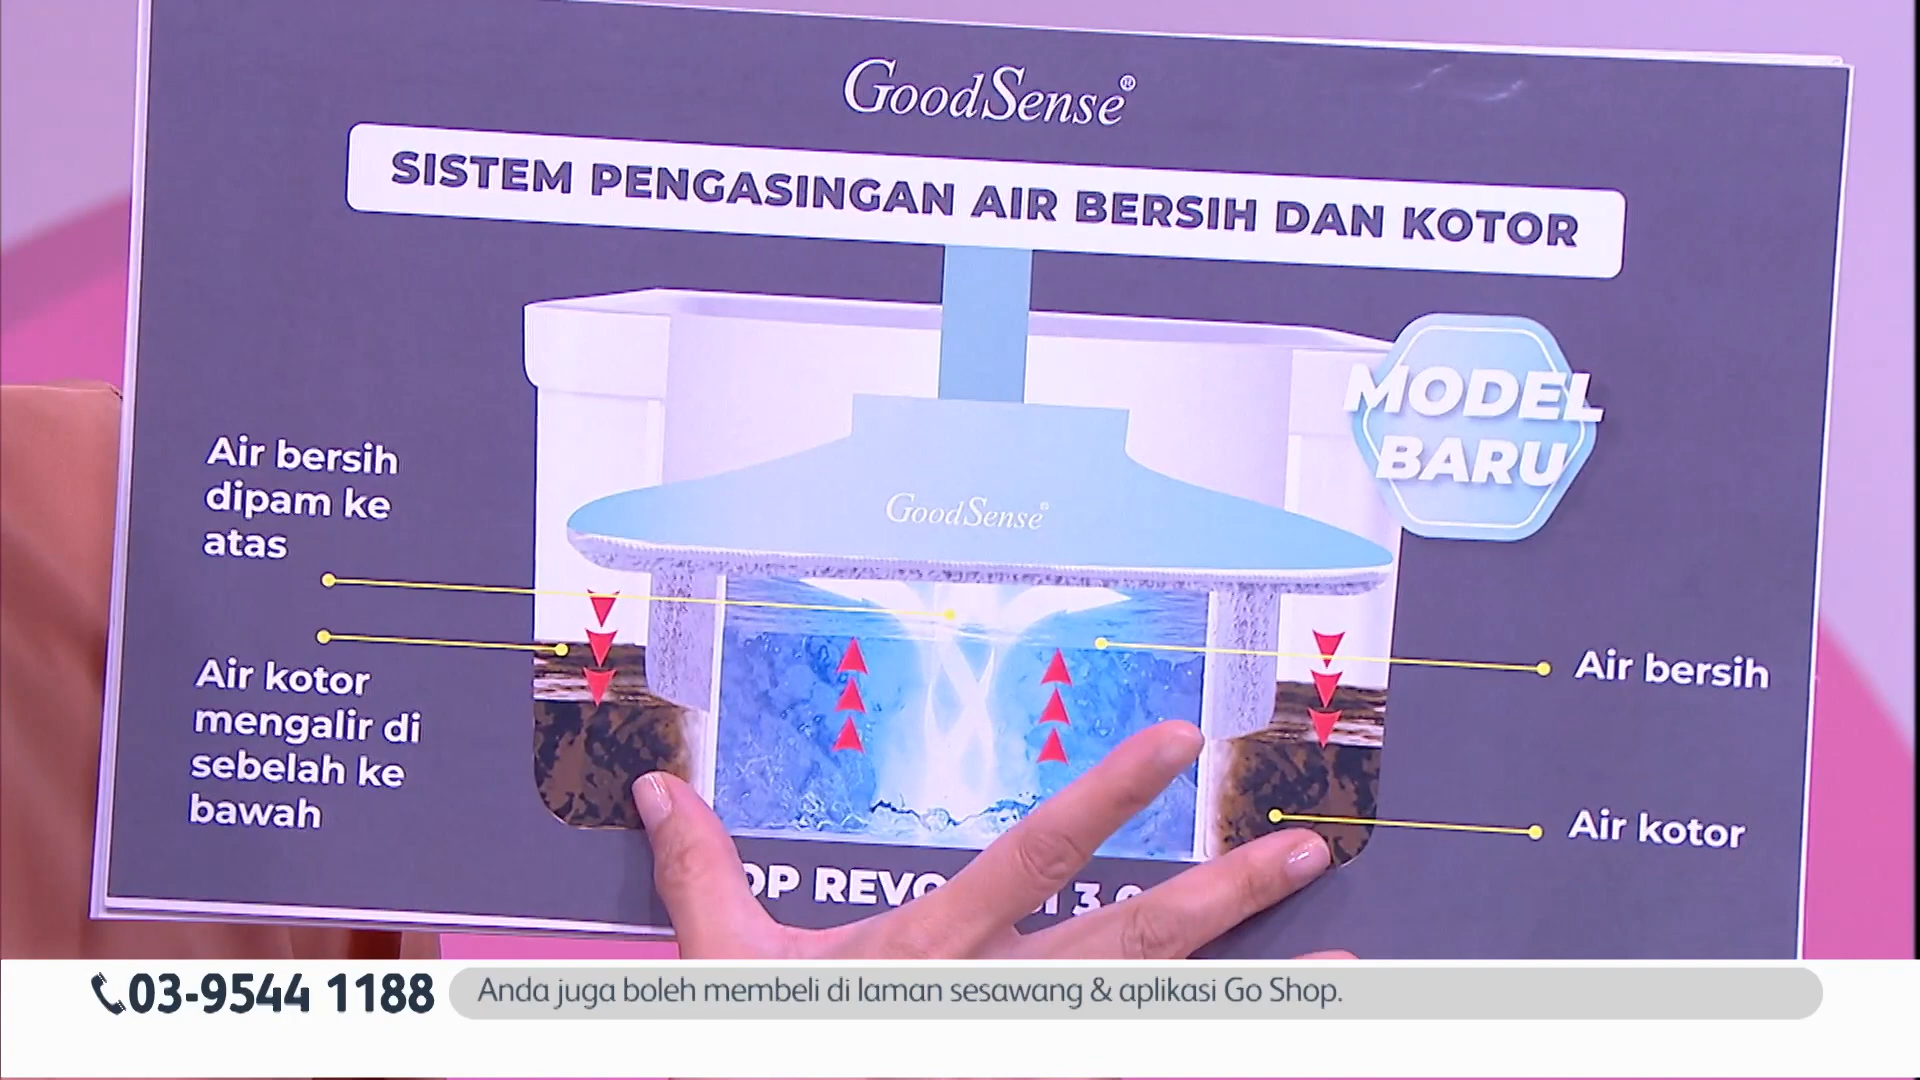 GoodSense®
SISTEM PENGASINGAN AIR BERSIH DAN KOTOR
MODEL
BARU
Air bersih
dipam ke
atas
GoodSense®
Air kotor
mengalir di
sebelah ke
bawah
Air bersih
Air kotor
03-9544 1188
Anda juga boleh membeli di laman sesawang & aplikasi Go Shop.